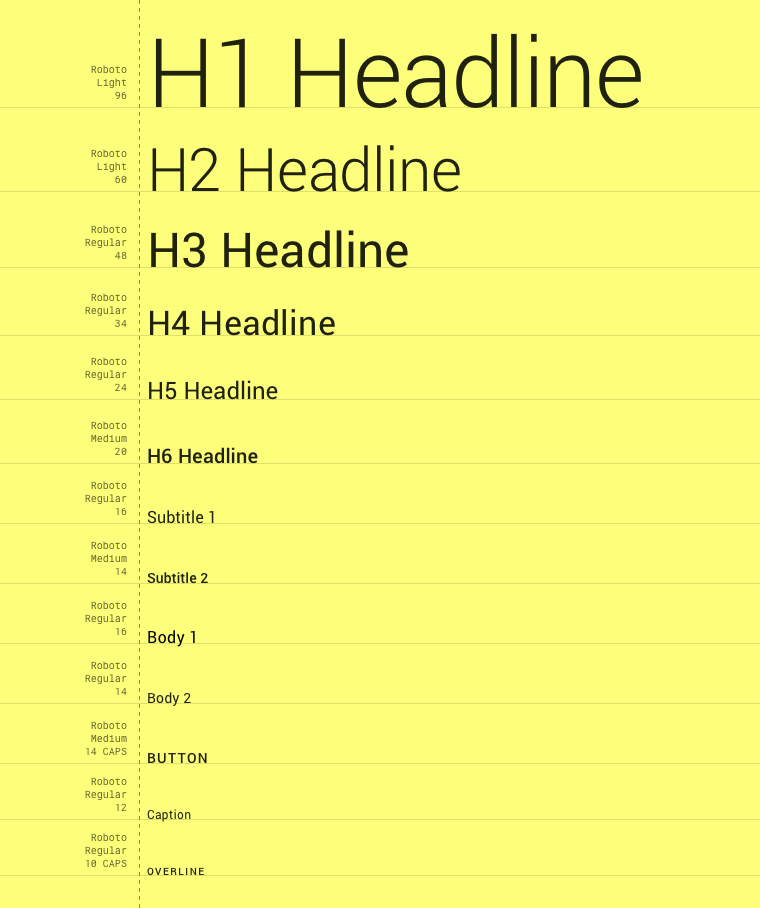 Roboto
Light
96
H1 Headline
Roboto
Light
60
H2 Headline
Roboto
Regular
48
H3 Headline
Roboto
Regular
34
H4 Headline
Roboto
Regular
24
H5 Headline
Roboto
Medium
20
H6 Headline
Roboto
Regular
16
Subtitle 1
Roboto
Medium
14
Subtitle 2
Roboto
Regular
16
Body 1
Roboto
Regular
14
Body 2
Roboto
Medium
14 CAPS
BUTTON
Roboto
Regular
12
Caption
Roboto
Regular
10 CAPS
OVERLINE